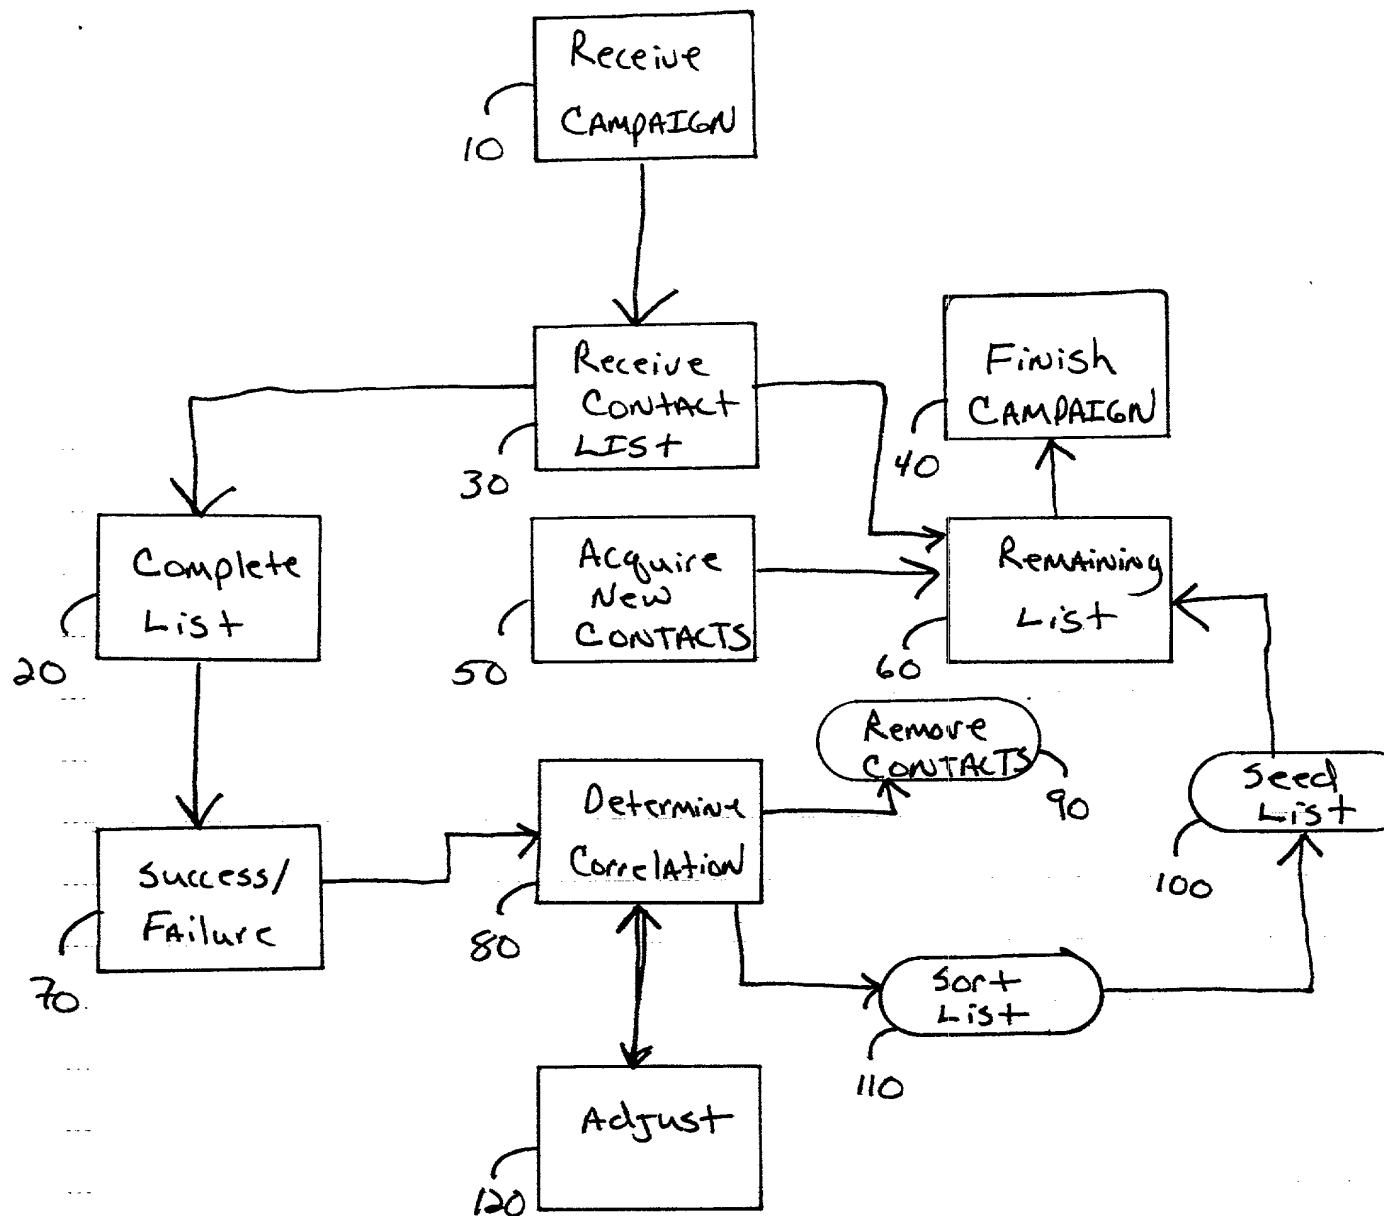 Receive
CAMPAIGN
10
Receive
CONTACT
LIST
30
Finish
CAMPAIGN
40
Complete
List
20
Acquire
New
CONTACTS
50
Remaining
List
60
Remove
CONTACTS
90
Seed
List
100
Success/
Failure
70
Determine
Correlation
80
Sort
List
110
Adjust
120